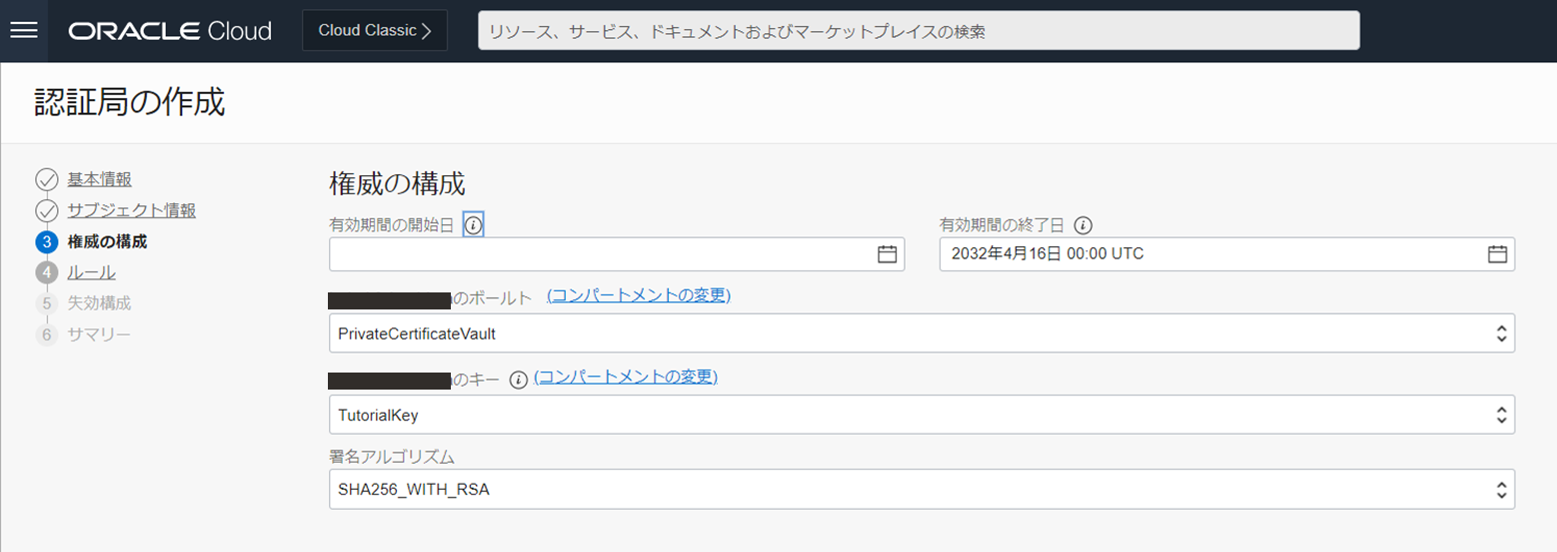 ORACLE Cloud
Cloud Classic
リソース、サービス、ドキュメントおよびマーケットプレイスの検索
認証局の作成
基本情報
サブジェクト情報
3 権威の構成
4 ルール
5 失効構成
6 サマリー
権威の構成
有効期間の開始日
有効期間の終了日
2032年4月16日 00:00 UTC
のボールト (コンパートメントの変更)
PrivateCertificateVault
のキー (コンパートメントの変更)
TutorialKey
署名アルゴリズム
SHA256_WITH_RSA